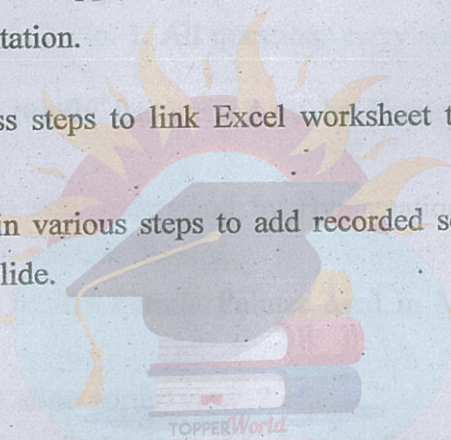 tation.
ss steps to link Excel worksheet t
in various steps to add recorded s
lide.
TOPPERWorld